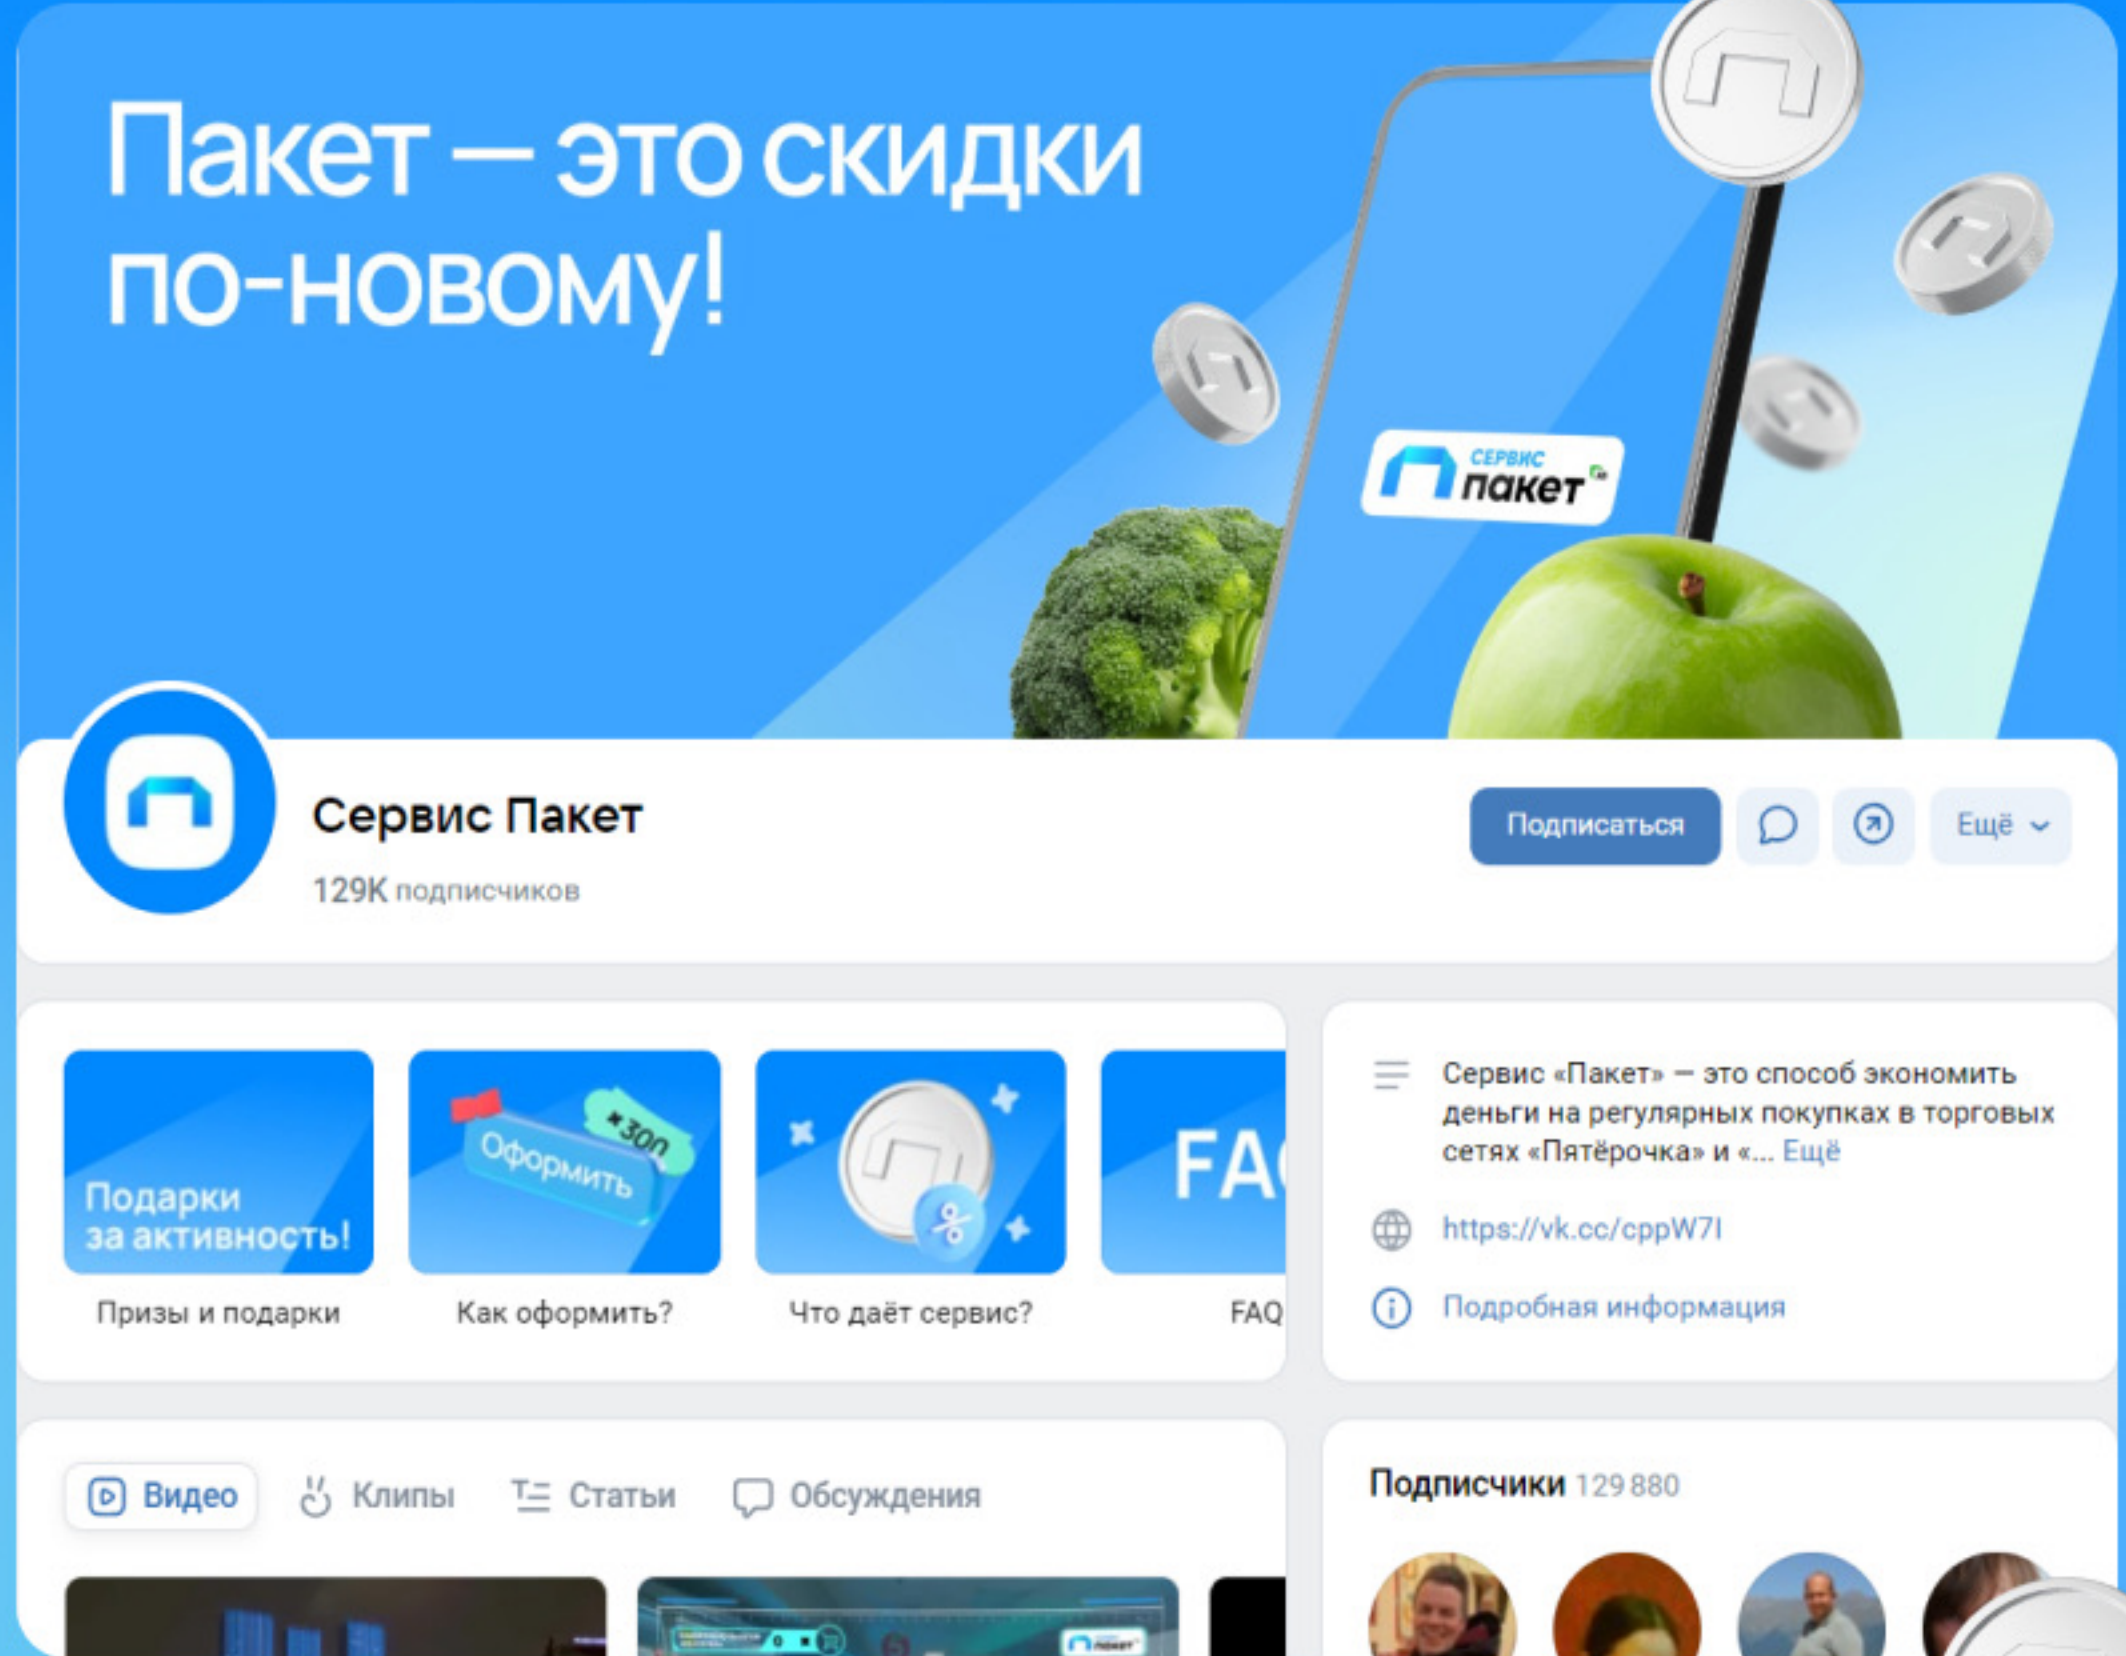 Пакет — это скидки
по-новому!
СЕРВИС
пакет
Сервис Пакет
129K подписчиков
Подписаться
Ещё
Подарки
за активность!
Оформить
×300
Призы и подарки
Как оформить?
Что даёт сервис?
FAQ
Сервис «Пакет» — это способ экономить
деньги на регулярных покупках в торговых
сетях «Пятёрочка» и «... Ещё
https://vk.cc/cppW7I
Подробная информация
Видео
Клипы
Статьи
Обсуждения
Подписчики 129 880
пакет